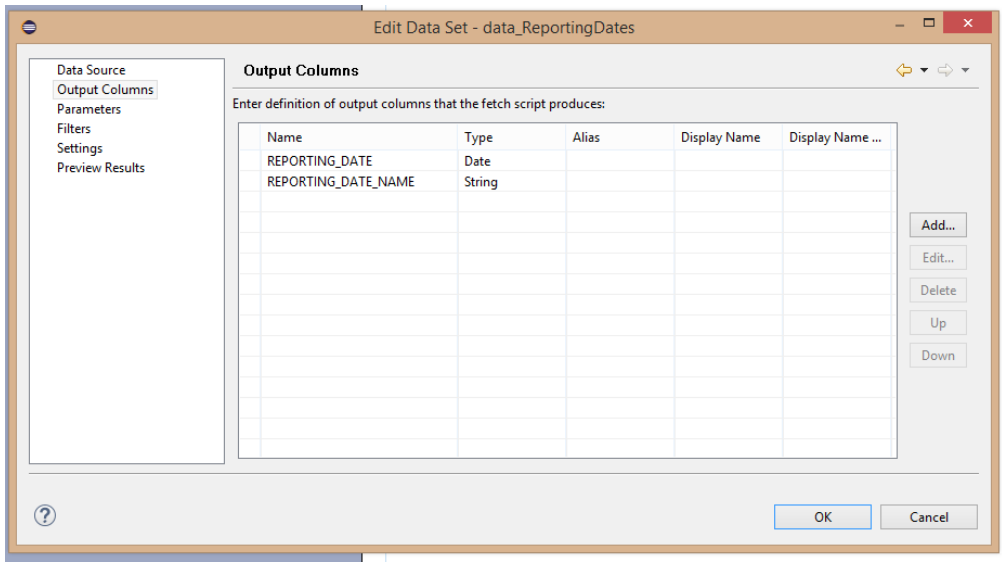 Edit Data Set - data_ReportingDates
Data Source
Output Columns
Parameters
Filters
Settings
Preview Results
Output Columns
Enter definition of output columns that the fetch script produces:
Name Type Alias Display Name Display Name ...
REPORTING_DATE Date
REPORTING_DATE_NAME String
Add...
Edit...
Delete
Up
Down
?
OK Cancel